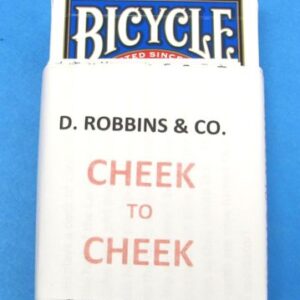 BICYCLE
D. ROBBINS & CO.
CHEEK
TO
CHEEK